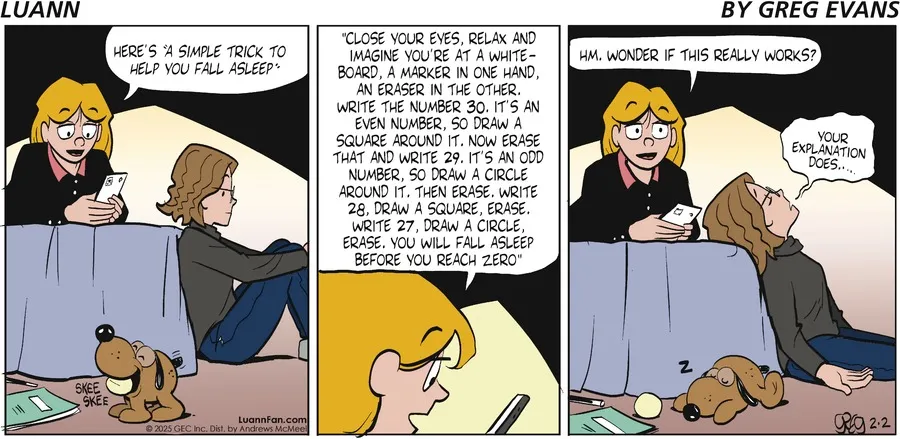 LUANN
BY GREG EVANS
HERE'S "A SIMPLE TRICK TO
HELP YOU FALL ASLEEP":
SKEE
SKEE
LuannFan.com
© 2025 GEC Inc. Dist. by Andrews McMeel
"CLOSE YOUR EYES, RELAX AND
IMAGINE YOU'RE AT A WHITE-
BOARD, A MARKER IN ONE HAND,
AN ERASER IN THE OTHER.
WRITE THE NUMBER 30. IT'S AN
EVEN NUMBER, SO DRAW A
SQUARE AROUND IT. NOW ERASE
THAT AND WRITE 29. IT'S AN ODD
NUMBER, SO DRAW A CIRCLE
AROUND IT. THEN ERASE. WRITE
28, DRAW A SQUARE, ERASE.
WRITE 27, DRAW A CIRCLE,
ERASE. YOU WILL FALL ASLEEP
BEFORE YOU REACH ZERO"
HM. WONDER IF THIS REALLY WORKS?
YOUR
EXPLANATION
DOES.....
Z
GREG 2-2